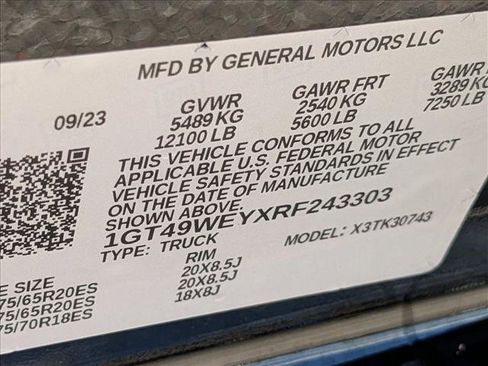 MFD BY GENERAL MOTORS LLC
09/23 GVWR GAWR FRT GAWR
5489 KG 2540 KG 3289 KG
12100 LB 5600 LB 7250 LB
THIS VEHICLE CONFORMS TO ALL
APPLICABLE U.S. FEDERAL MOTOR
VEHICLE SAFETY STANDARDS IN EFFECT
ON THE DATE OF MANUFACTURE
SHOWN ABOVE.
1GT49WEYXRF243303
TYPE: TRUCK MODEL: X3TK30743
E SIZE RIM
75/65R20ES 20X8.5J
75/65R20ES 20X8.5J
75/70R18ES 18X8J